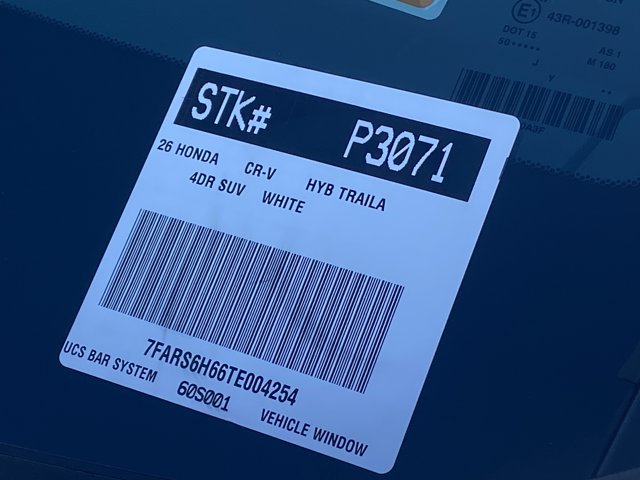 E1 43R-001398
DOT 15 AS 1
M 180
J Y
STK# P3071
26 HONDA CR-V HYB TRAILA
4DR SUV WHITE
7FARS6H66TE004254
UCS BAR SYSTEM 60S001 VEHICLE WINDOW